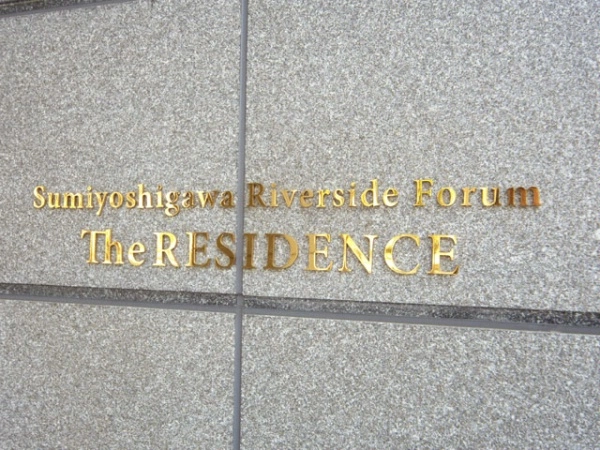 Sumiyoshigawa Riverside Forum
The RESIDENCE